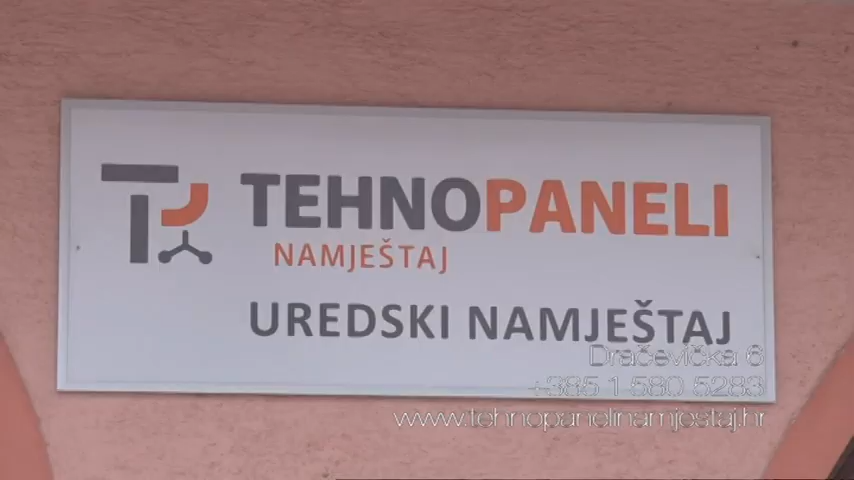 TEHNOPANELI
NAMJEŠTAJ
UREDSKI NAMJEŠTAJ
Dračevička 6
+385 1 580 5283
www.tehnopanelinamjestaj.hr